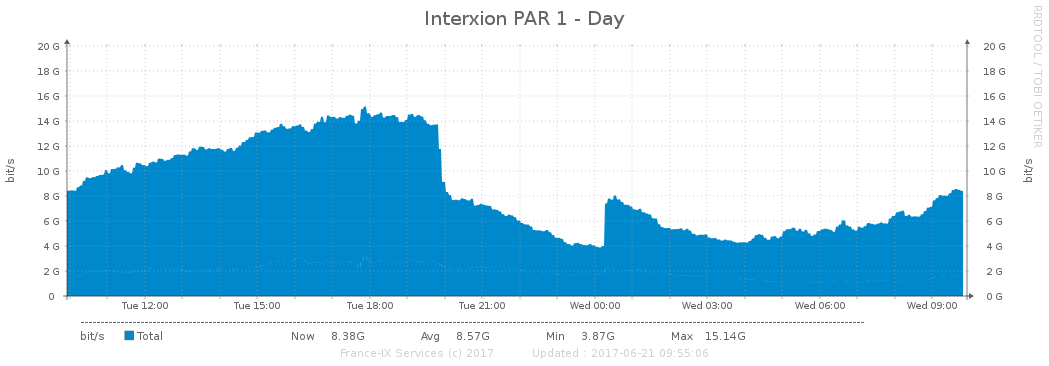 Interxion PAR 1 - Day
RRDTOOL / TOBI OETIKER
bit/s
20 G 20 G
18 G 18 G
16 G 16 G
14 G 14 G
12 G 12 G
10 G 10 G
8 G 8 G
6 G 6 G
4 G 4 G
2 G 2 G
0 0 G
bit/s
Tue 12:00 Tue 15:00 Tue 18:00 Tue 21:00 Wed 00:00 Wed 03:00 Wed 06:00 Wed 09:00
bit/s Total Now 8.38G Avg 8.57G Min 3.87G Max 15.14G
France-IX Services (c) 2017 Updated : 2017-06-21 09:55:06